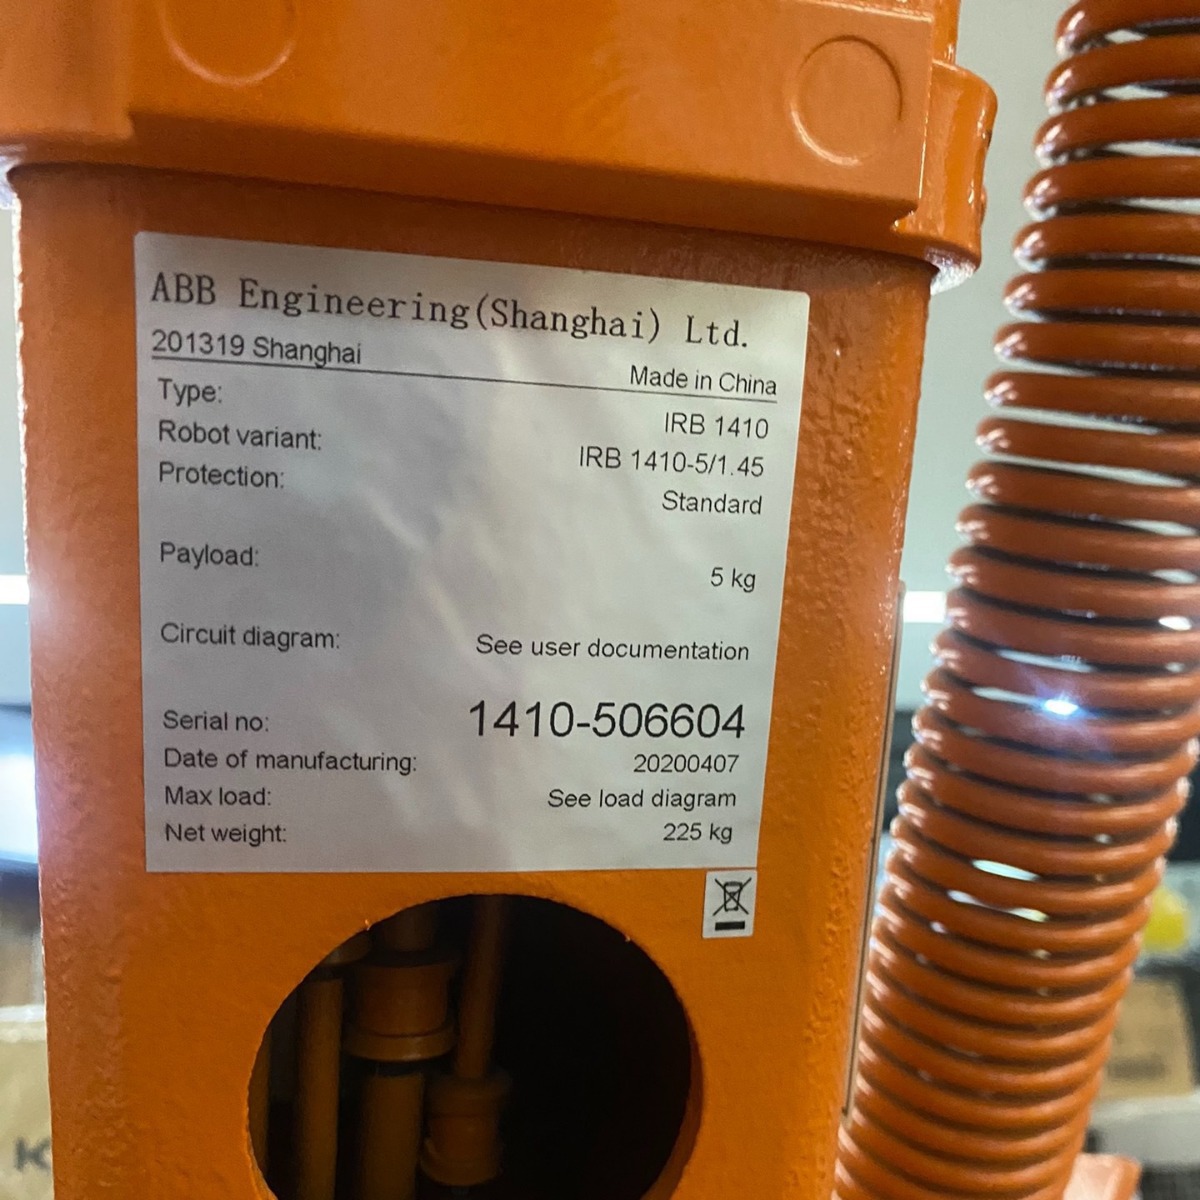 ABB Engineering(Shanghai) Ltd.
201319 Shanghai
Made in China
Type: IRB 1410
Robot variant: IRB 1410-5/1.45
Protection: Standard
Payload: 5 kg
Circuit diagram: See user documentation
Serial no: 1410-506604
Date of manufacturing: 20200407
Max load: See load diagram
Net weight: 225 kg
K